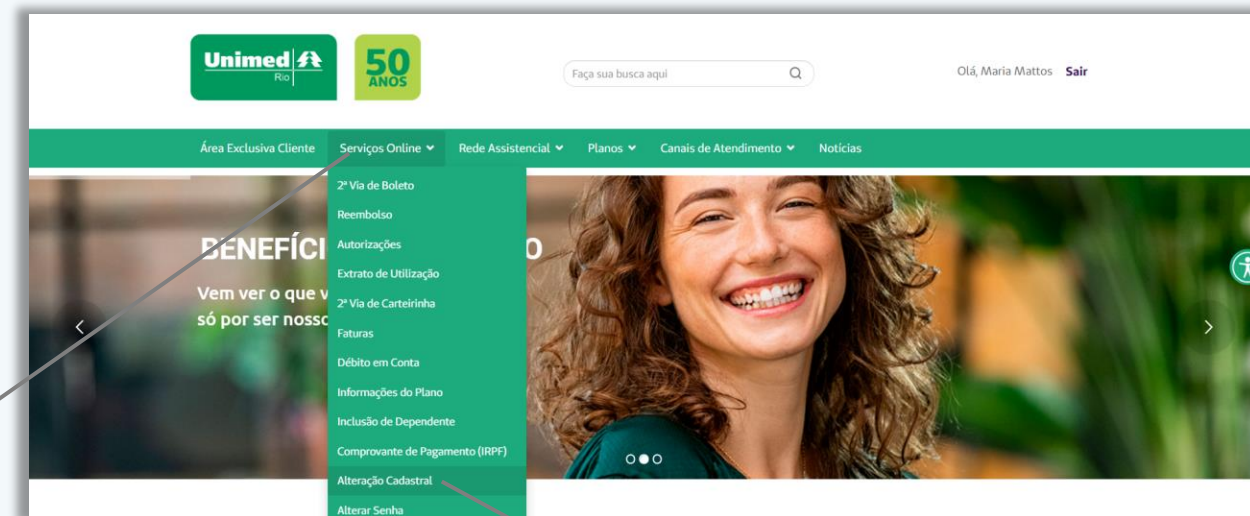 Unimed
Rio
50
ANOS
Faça sua busca aqui
Olá, Maria Mattos Sair
Área Exclusiva Cliente Serviços Online Rede Assistencial Planos Canais de Atendimento Notícias
2ª Via de Boleto
Reembolso
Autorizações
Extrato de Utilização
2ª Via de Carteirinha
Faturas
Débito em Conta
Informações do Plano
Inclusão de Dependente
Comprovante de Pagamento (IRPF)
Alteração Cadastral
Alterar Senha
BENEFÍCI O
Vem ver o que v
só por ser nosso